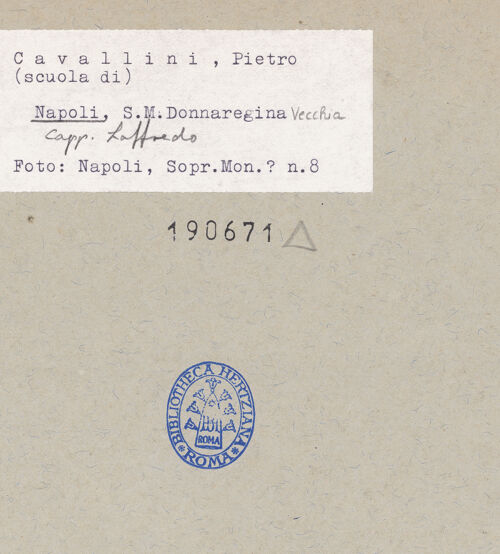 C a v a l l i n i , Pietro
(scuola di)
Napoli, S.M.Donnaregina Vecchia
Capp. Loffredo
Foto: Napoli, Sopr.Mon.? n.8
190671
*BIBLIOTHECA HERTZIANA*
ROMA
ROMA